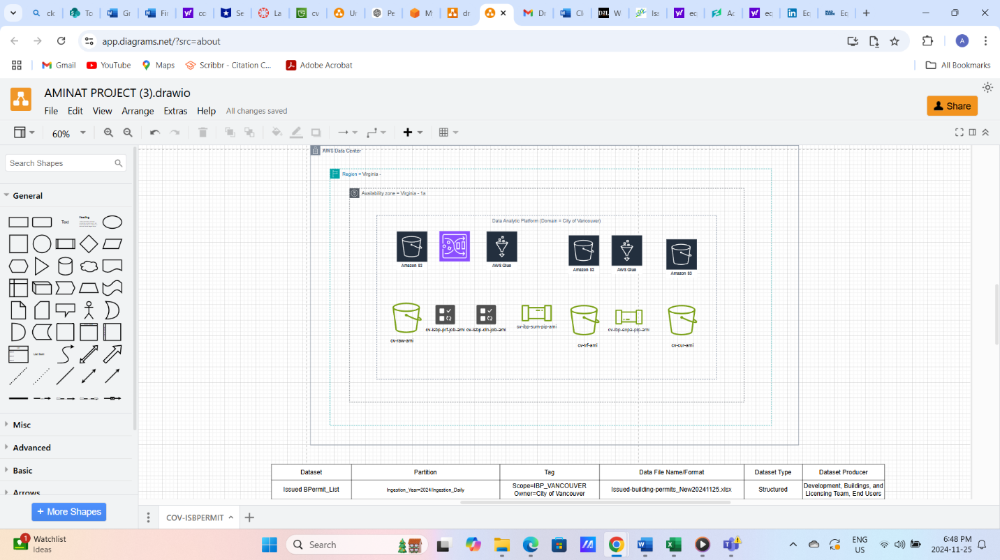 ck
To
W Gr
W Fir
cc
Se
La
cv
Ur
Pe
My
dr
Dr
W Cl
D2L W
Iss
ec
Ac
ec
in Ec
Ec
app.diagrams.net/?src=about
A
Gmail
YouTube
Maps
Scribbr - Citation C...
Adobe Acrobat
All Bookmarks
AMINAT PROJECT (3).drawio
File Edit View Arrange Extras Help All changes saved
Share
60%
Search Shapes
General
Text
Heading
List Item
Misc
Advanced
Basic
Arrows
+ More Shapes
AWS Data Center
Region = Virginia -
Availability zone = Virginia - 1a
Data Analytic Platform (Domain = City of Vancouver)
Amazon S3
AWS Glue
Amazon S3
AWS Glue
Amazon S3
cv-raw-ami
cv-isbp-prf-job-ami
cv-isbp-cln-job-ami
cv-ibp-sum-pip-ami
cv-trf-ami
cv-ibp-expa-pip-ami
cv-cur-ami
Dataset Partition Tag Data File Name/Format Dataset Type Dataset Producer
Issued BPermit_List
Ingestion_Year=2024/Ingestion_Daily
Scope=IBP_VANCOUVER
Owner=City of Vancouver
Issued-building-permits_New20241125.xlsx
Structured
Development, Buildings, and
Licensing Team, End Users
COV-ISBPERMIT
1
Watchlist
Ideas
Search
ENG
US
6:48 PM
2024-11-25